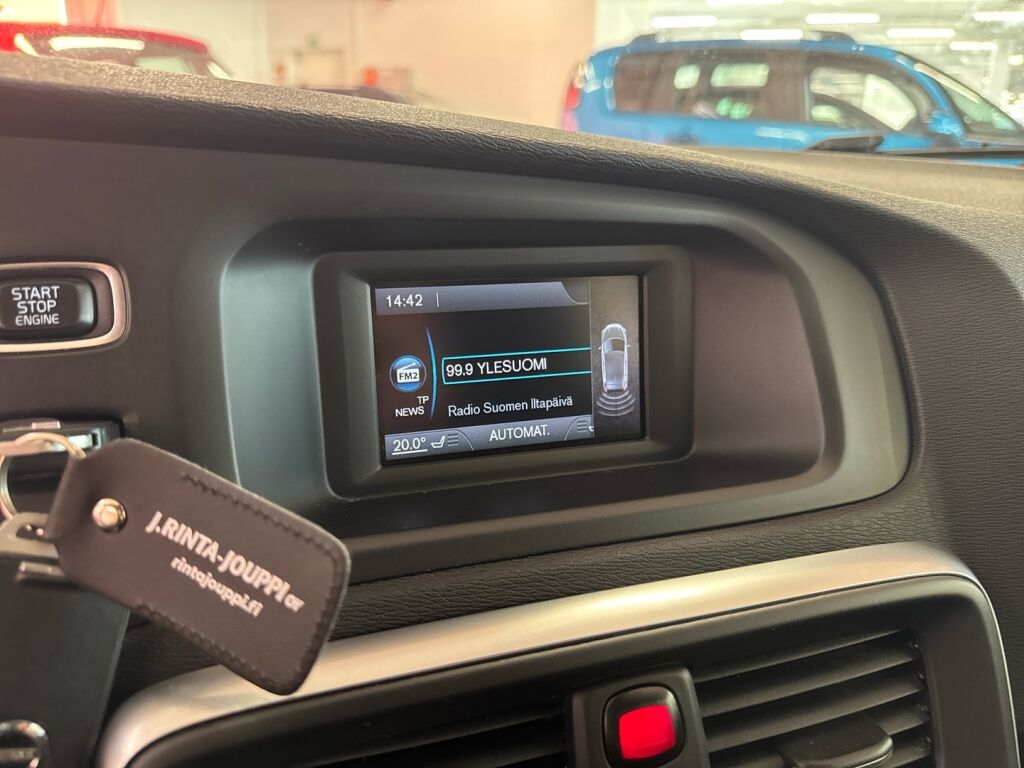 START
STOP
ENGINE
14:42
FM2
99.9 YLESUOMI
TP
NEWS
Radio Suomen Iltapäivä
20.0°
AUTOMAT.
J.RINTA-JOUPPI OY
rintajouppi.fi